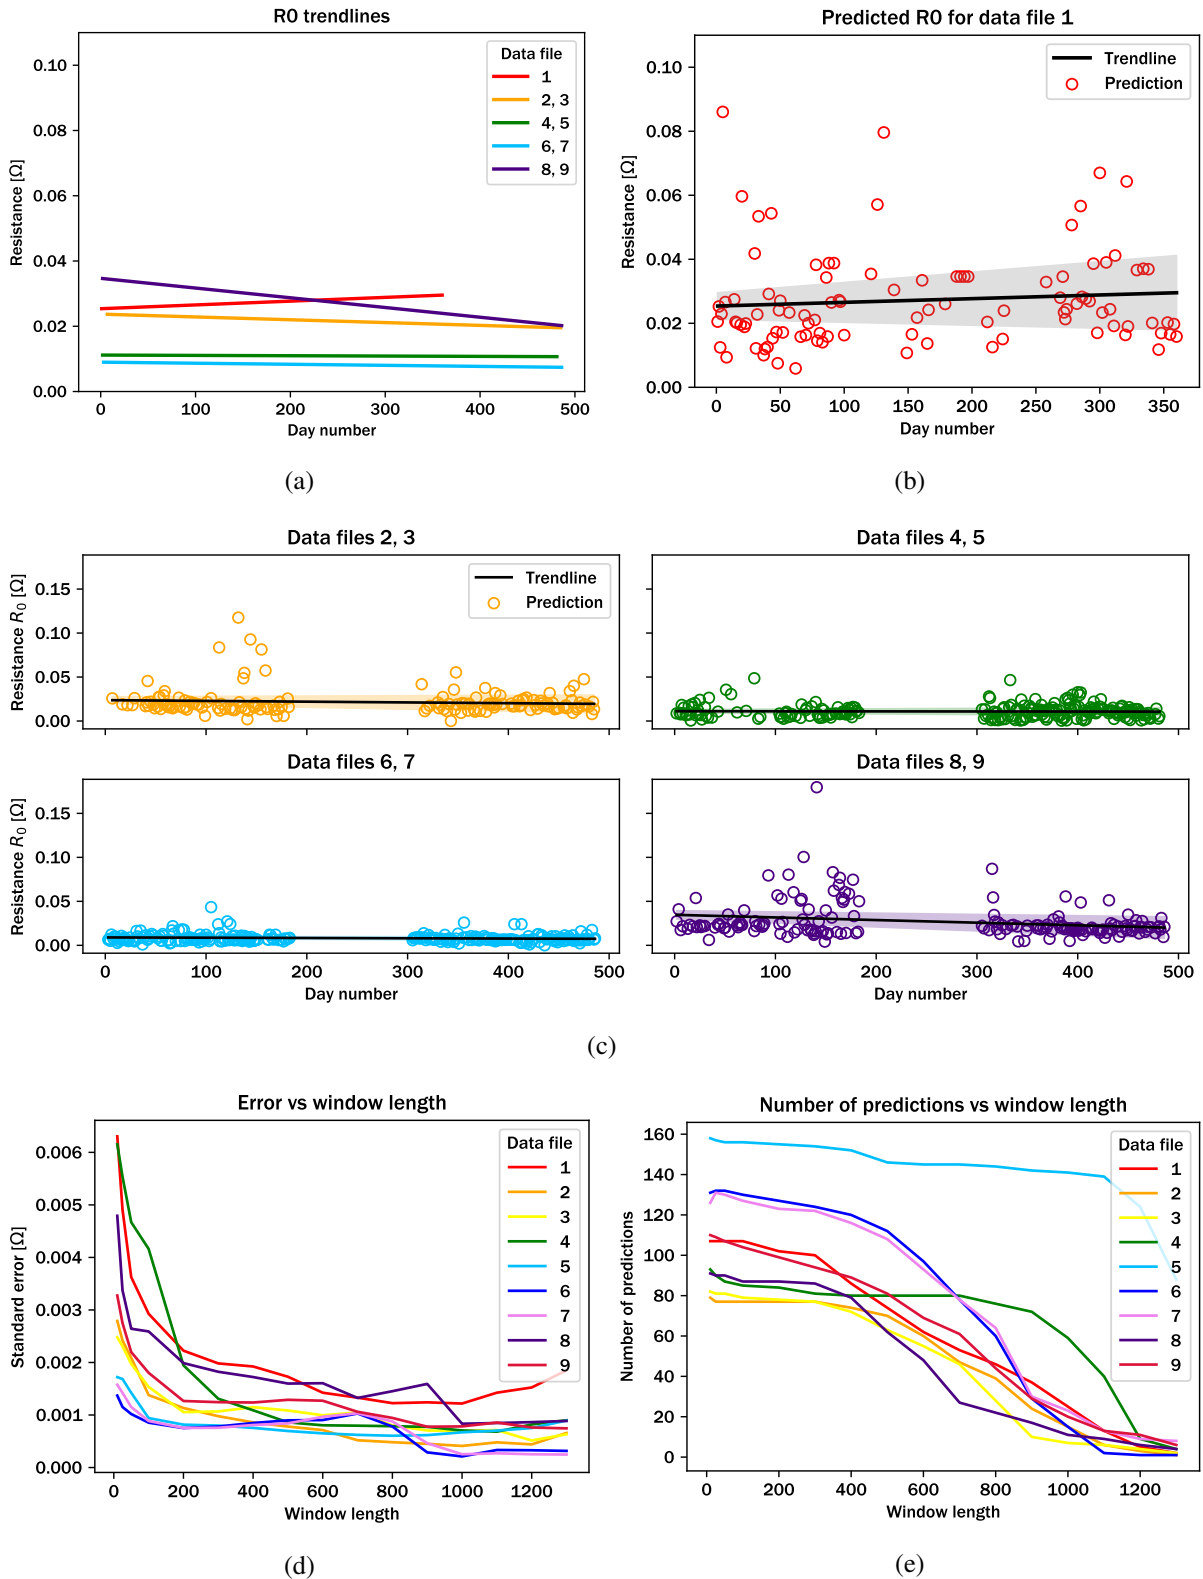 R0 trendlines
Resistance [Ω]
0.10
0.08
0.06
0.04
0.02
0.00
0 100 200 300 400 500
Day number
Data file
1
2, 3
4, 5
6, 7
8, 9
(a)
Predicted R0 for data file 1
Resistance [Ω]
0.10
0.08
0.06
0.04
0.02
0.00
0 50 100 150 200 250 300 350
Day number
Trendline
Prediction
(b)
Data files 2, 3
Resistance R0 [Ω]
0.15
0.10
0.05
0.00
Trendline
Prediction
Data files 4, 5
Data files 6, 7
Resistance R0 [Ω]
0.15
0.10
0.05
0.00
0 100 200 300 400 500
Day number
Data files 8, 9
0 100 200 300 400 500
Day number
(c)
Error vs window length
Standard error [Ω]
0.006
0.005
0.004
0.003
0.002
0.001
0.000
0 200 400 600 800 1000 1200
Window length
Data file
1
2
3
4
5
6
7
8
9
(d)
Number of predictions vs window length
Number of predictions
160
140
120
100
80
60
40
20
0
0 200 400 600 800 1000 1200
Window length
Data file
1
2
3
4
5
6
7
8
9
(e)